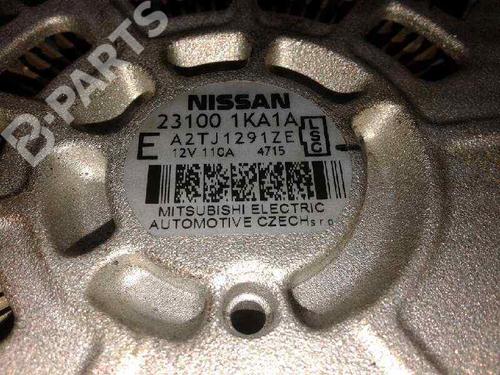 B-PARTS
NISSAN
23100 1KA1A
E A2TJ1291ZE
12V 110A 4715
LSC
MITSUBISHI ELECTRIC
AUTOMOTIVE CZECH s.r.o.